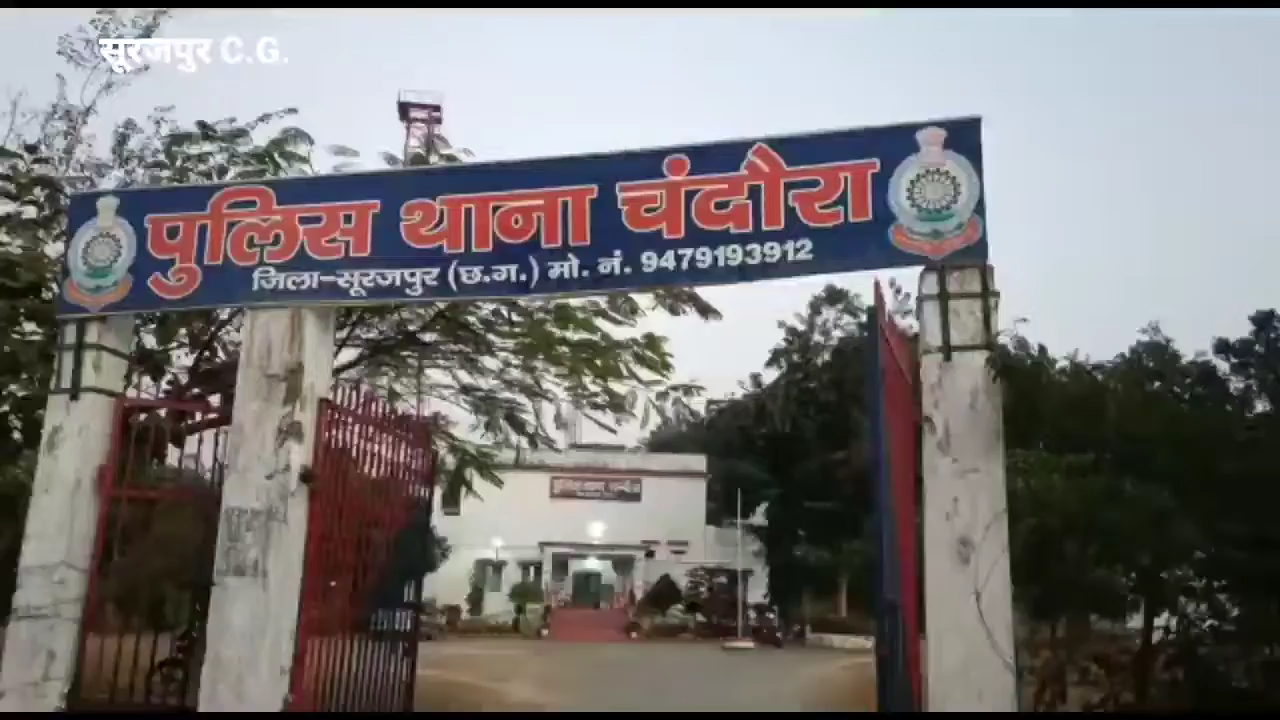 सूरजपुर C.G.
पुलिस थाना चंदौरा
जिला-सूरजपुर (छ.ग.) मो. नं. 9479193912